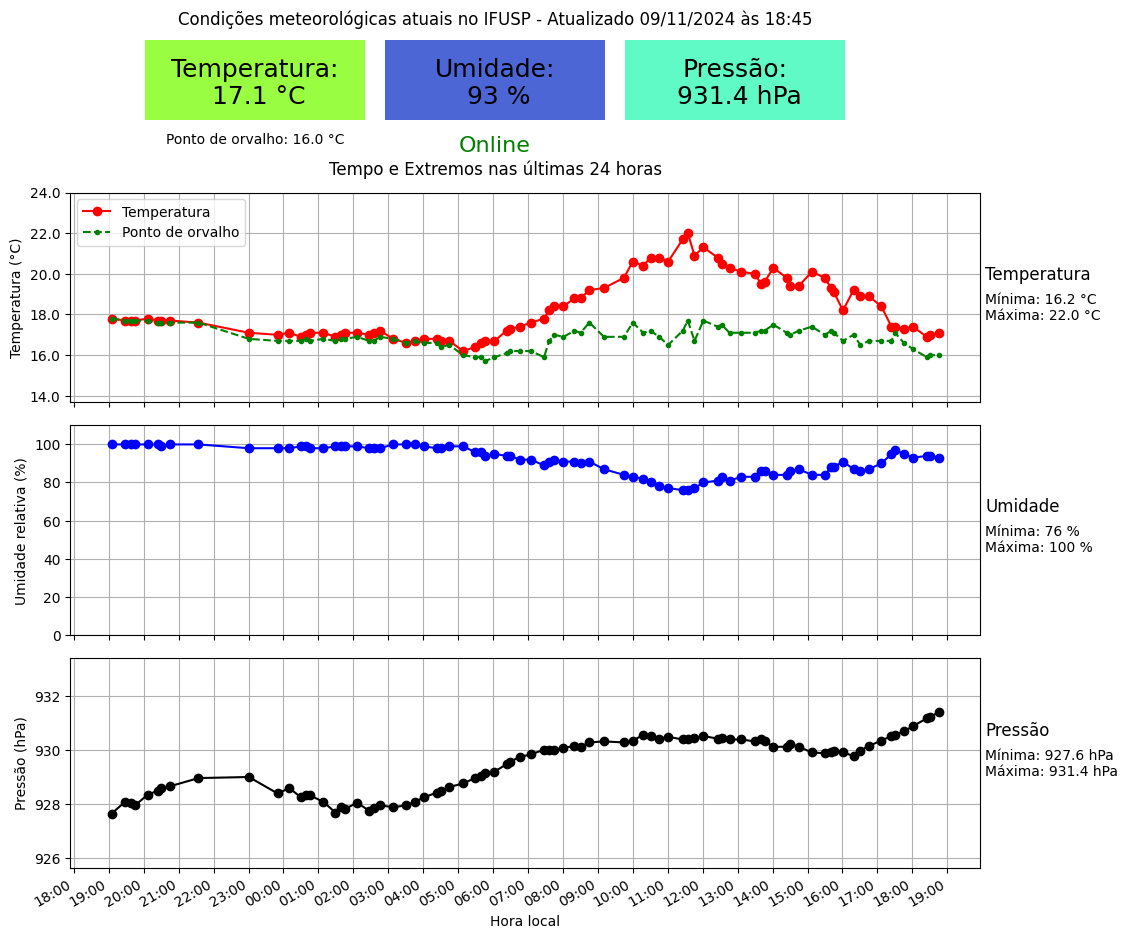 Condições meteorológicas atuais no IFUSP - Atualizado 09/11/2024 às 18:45
Temperatura:
17.1 °C
Umidade:
93 %
Pressão:
931.4 hPa
Ponto de orvalho: 16.0 °C
Online
Tempo e Extremos nas últimas 24 horas
Temperatura (°C)
24.0
22.0
20.0
18.0
16.0
14.0
Temperatura
Ponto de orvalho
Temperatura
Mínima: 16.2 °C
Máxima: 22.0 °C
Umidade relativa (%)
100
80
60
40
20
0
Umidade
Mínima: 76 %
Máxima: 100 %
Pressão (hPa)
932
930
928
926
Pressão
Mínima: 927.6 hPa
Máxima: 931.4 hPa
18:00 19:00 20:00 21:00 22:00 23:00 00:00 01:00 02:00 03:00 04:00 05:00 06:00 07:00 08:00 09:00 10:00 11:00 12:00 13:00 14:00 15:00 16:00 17:00 18:00 19:00
Hora local